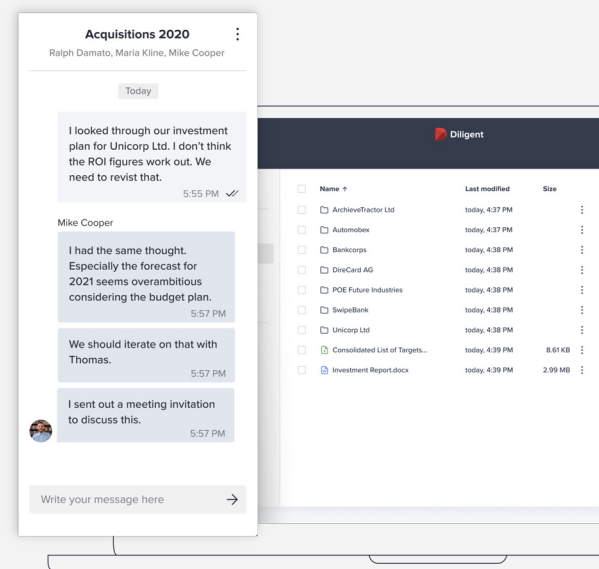 Acquisitions 2020
Ralph Damato, Maria Kline, Mike Cooper
Today
I looked through our investment
plan for Unicorp Ltd. I don't think
the ROI figures work out. We
need to revist that.
5:55 PM
Mike Cooper
I had the same thought.
Especially the forecast for
2021 seems overambitious
considering the budget plan.
5:57 PM
We should iterate on that with
Thomas.
5:57 PM
I sent out a meeting invitation
to discuss this.
5:57 PM
Write your message here
Diligent
Name ↑ Last modified Size
ArchieveTractor Ltd today, 4:37 PM
Automobex today, 4:37 PM
Bankcorps today, 4:38 PM
DireCard AG today, 4:38 PM
POE Future Industries today, 4:38 PM
SwipeBank today, 4:38 PM
Unicorp Ltd today, 4:38 PM
Consolidated List of Targets... today, 4:39 PM 8.61 KB
Investment Report.docx today, 4:39 PM 2.99 MB